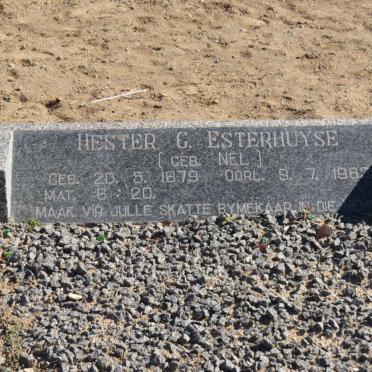 HESTER G. ESTERHUYSE
[GEB. NEL]
GEB. 20. 5. 1879 OORL. 9. 7. 
MAT. 6:20.
MAAK VIR JULLE SKATTE BYMEKAAR IN DIE